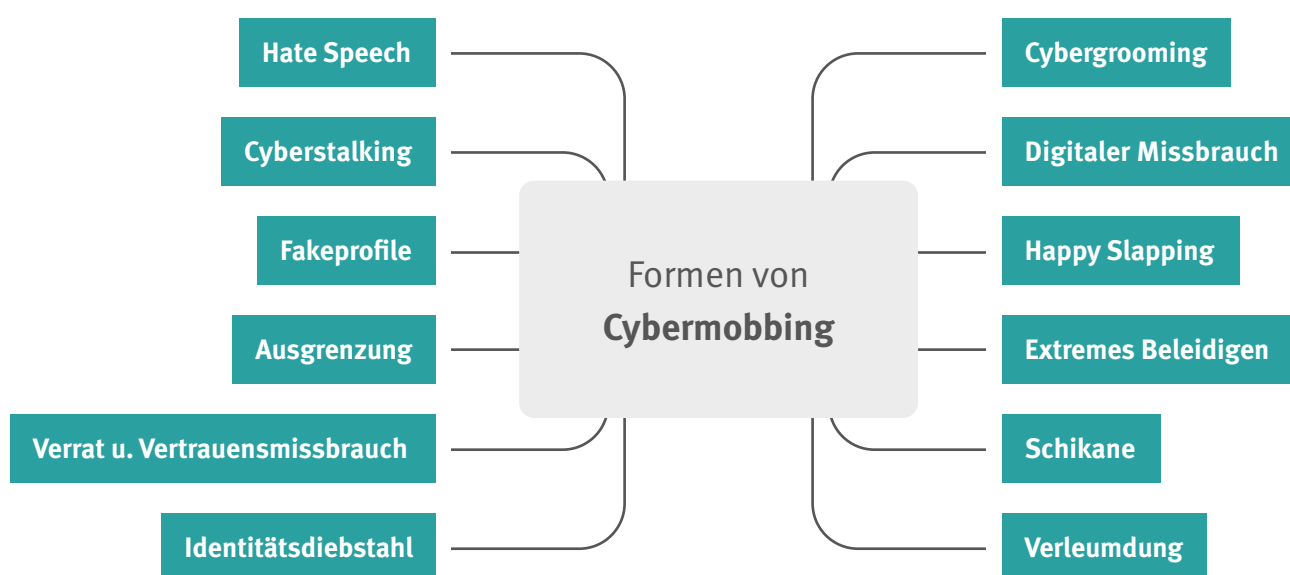 Hate Speech
Cyberstalking
Fakeprofile
Ausgrenzung
Verrat u. Vertrauensmissbrauch
Identitätsdiebstahl
Formen von
Cybermobbing
Cybergrooming
Digitaler Missbrauch
Happy Slapping
Extremes Beleidigen
Schikane
Verleumdung